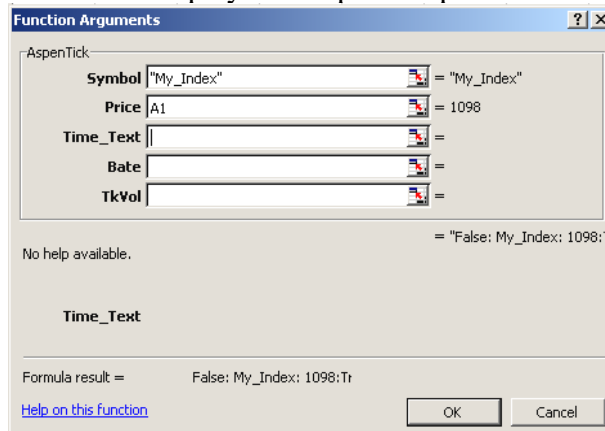 Function Arguments
AspenTick
Symbol "My_Index" = "My_Index"
Price A1 = 1098
Time_Text =
Bate =
TkVol =
= "False: My_Index: 1098:
No help available.
Time_Text
Formula result = False: My_Index: 1098:Tr
Help on this function OK Cancel